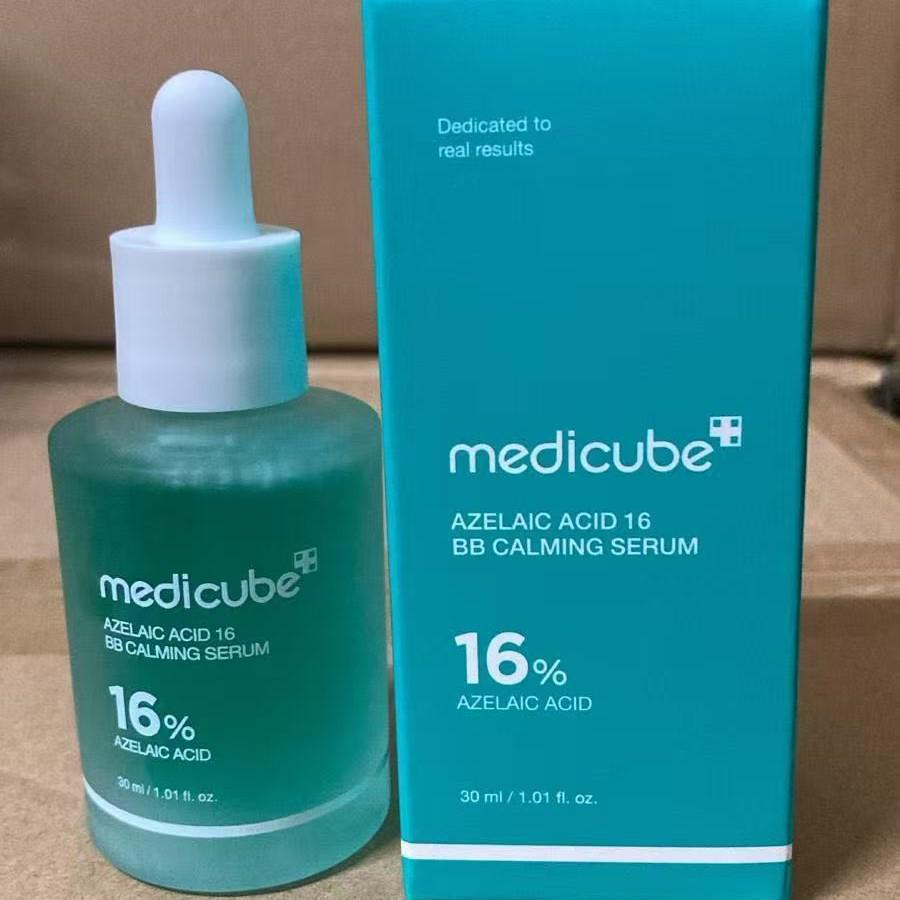 medicube
AZELAIC ACID 16
BB CALMING SERUM
16%
AZELAIC ACID
30 ml / 1.01 fl. oz.
Dedicated to
real results
medicube
AZELAIC ACID 16
BB CALMING SERUM
16%
AZELAIC ACID
30 ml / 1.01 fl. oz.